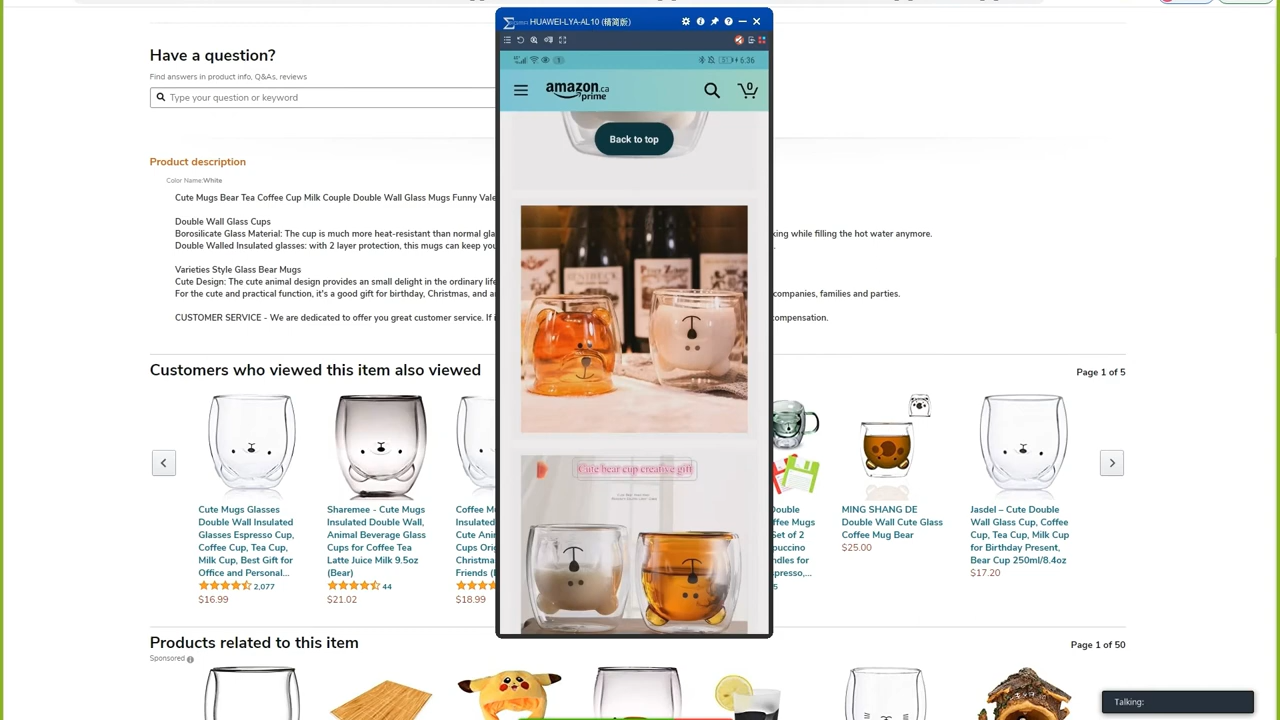 HUAWEI-LYA-AL10 (精简版)
6:36
amazon.ca
prime
0
Back to top
Cute bear cup creative gift
Have a question?
Find answers in product info, Q&As, reviews
Type your question or keyword
Product description
Color Name:White
Cute Mugs Bear Tea Coffee Cup Milk Couple Double Wall Glass Mugs Funny Vale
Double Wall Glass Cups
Borosilicate Glass Material: The cup is much more heat-resistant than normal gla
king while filling the hot water anymore.
Double Walled Insulated glasses: with 2 layer protection, this mugs can keep you
Varieties Style Glass Bear Mugs
Cute Design: The cute animal design provides an small delight in the ordinary life
For the cute and practical function, it's a good gift for birthday, Christmas, and a
companies, families and parties.
CUSTOMER SERVICE - We are dedicated to offer you great customer service. If i
compensation.
Customers who viewed this item also viewed
Page 1 of 5
Cute Mugs Glasses
Double Wall Insulated
Glasses Espresso Cup,
Coffee Cup, Tea Cup,
Milk Cup, Best Gift for
Office and Personal...
2,077
$16.99
Sharemee - Cute Mugs
Insulated Double Wall,
Animal Beverage Glass
Cups for Coffee Tea
Latte Juice Milk 9.5oz
(Bear)
44
$21.02
Coffee M
Insulated
Cute Ani
Cups Ori
Christma
Friends (
$18.99
Double
ffee Mugs
Set of 2
puccino
ndles for
spresso,...
5
MING SHANG DE
Double Wall Cute Glass
Coffee Mug Bear
$25.00
Jasdel – Cute Double
Wall Glass Cup, Coffee
Cup, Tea, Milk Cup
for Birthday Present,
Bear Cup 250ml/8.4oz
$17.20
Products related to this item
Page 1 of 50
Sponsored
Talking: